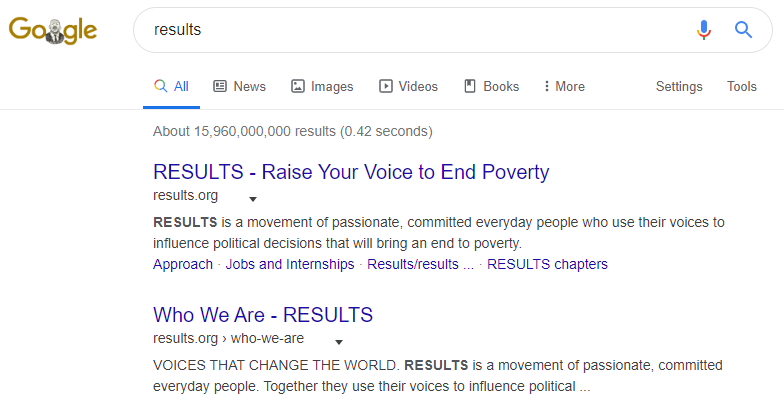 Google
results
All News Images Videos Books More Settings Tools
About 15,960,000,000 results (0.42 seconds)
RESULTS - Raise Your Voice to End Poverty
results.org
RESULTS is a movement of passionate, committed everyday people who use their voices to
influence political decisions that will bring an end to poverty.
Approach · Jobs and Internships · Results/results ... · RESULTS chapters
Who We Are - RESULTS
results.org › who-we-are
VOICES THAT CHANGE THE WORLD. RESULTS is a movement of passionate, committed
everyday people. Together they use their voices to influence political ...